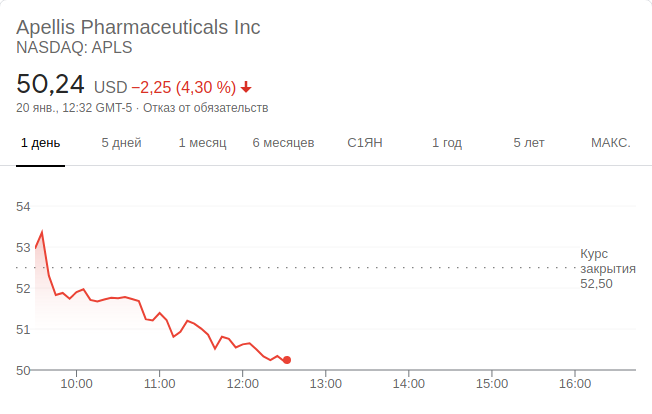 Apellis Pharmaceuticals Inc
NASDAQ: APLS
50,24 USD −2,25 (4,30 %)
20 янв., 12:32 GMT-5 · Отказ от обязательств
1 день 5 дней 1 месяц 6 месяцев С1ЯН 1 год 5 лет МАКС.
54
53
Курс
закрытия
52,50
52
51
50
10:00 11:00 12:00 13:00 14:00 15:00 16:00